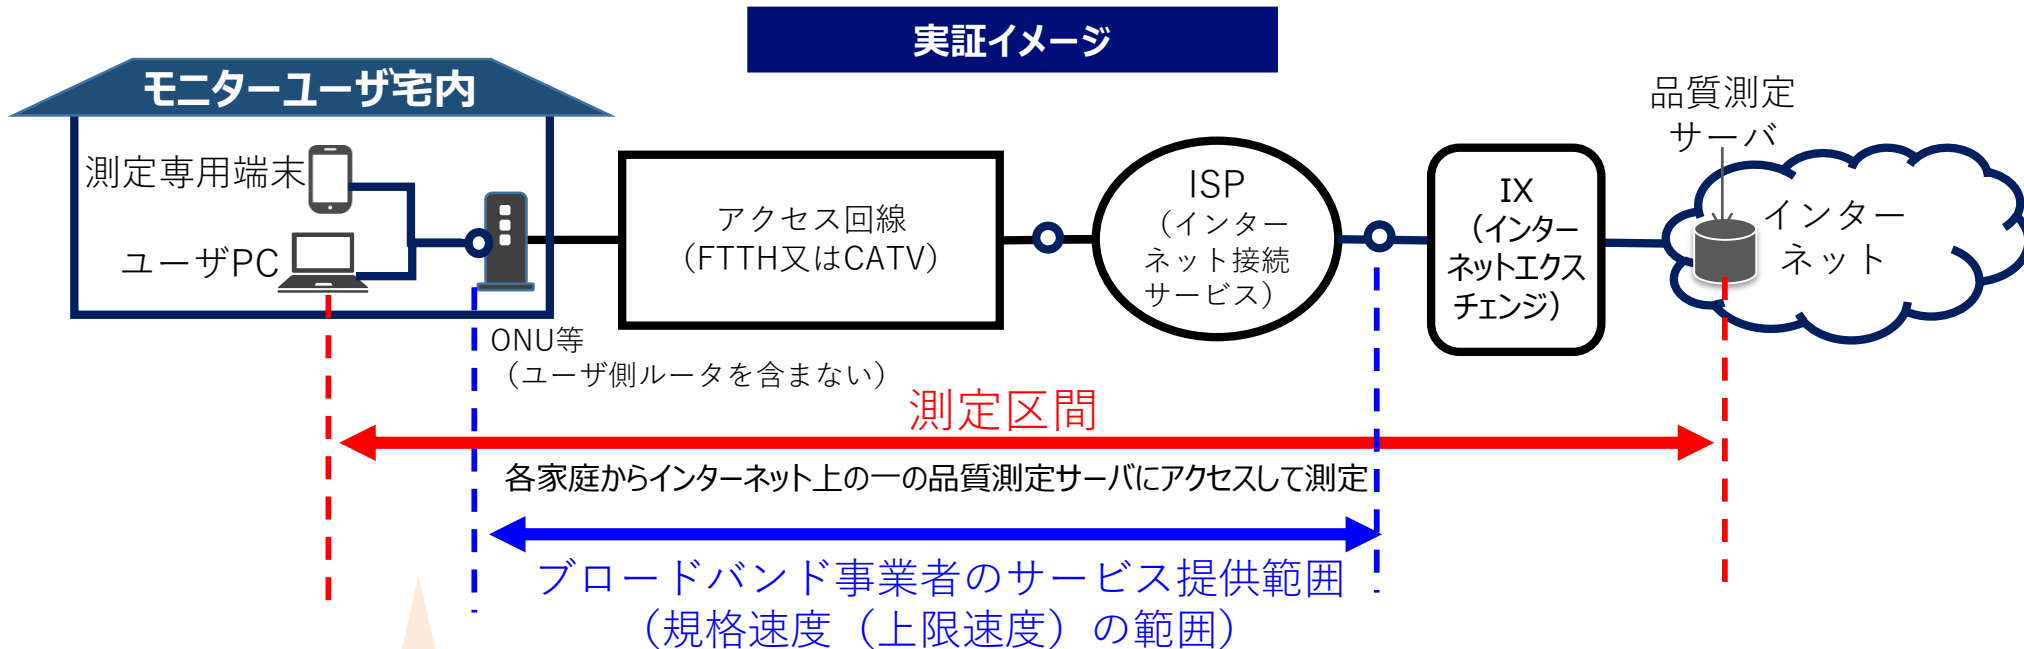 実証イメージ
モニターユーザ宅内
測定専用端末
ユーザPC
ONU等
（ユーザ側ルータを含まない）
アクセス回線
（FTTH又はCATV）
ISP
（インター
ネット接続
サービス）
IX
（インター
ネットエクス
チェンジ）
品質測定
サーバ
インター
ネット
測定区間
各家庭からインターネット上の一の品質測定サーバにアクセスして測定
ブロードバンド事業者のサービス提供範囲
（規格速度（上限速度）の範囲）